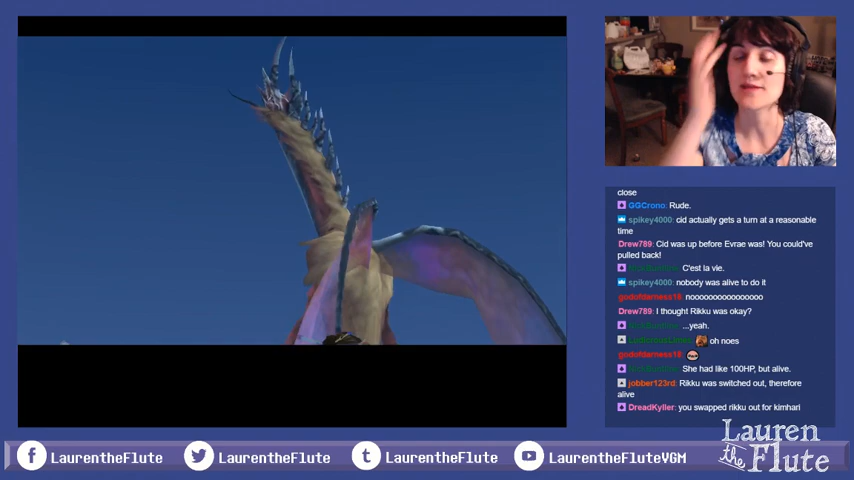 close
GGCrono: Rude.
spikey4000: cid actually gets a turn at a reasonable
time
Drew789: Cid was up before Evrae was! You could've
pulled back!
C'est la vie.
spikey4000: nobody was alive to do it
godofdarness18: nooooooooooooooo
Drew789: I thought Rikku was okay?
...yeah.
oh noes
godofdarness18:
She had like 100HP, but alive.
jobber123rd: Rikku was switched out, therefore
alive
DreadKyller: you swapped rikku out for kimhari
Lauren
the Flute
LaurentheFlute
LaurentheFlute
LaurentheFlute
LaurentheFluteVGM